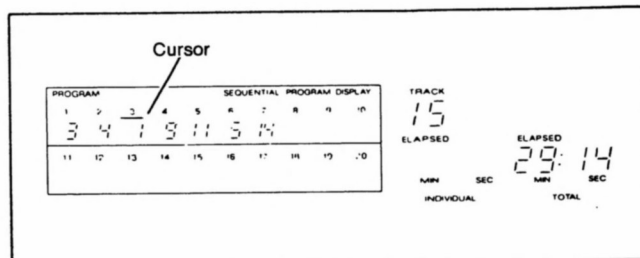 Cursor
PROGRAM SEQUENTIAL PROGRAM DISPLAY
1 2 3 4 5 6 7 8 9 10
3 4 1 9 11 5 14
11 12 13 14 15 16 17 18 19 20
TRACK
15
ELAPSED ELAPSED
29:14
MIN SEC MIN SEC
INDIVIDUAL TOTAL